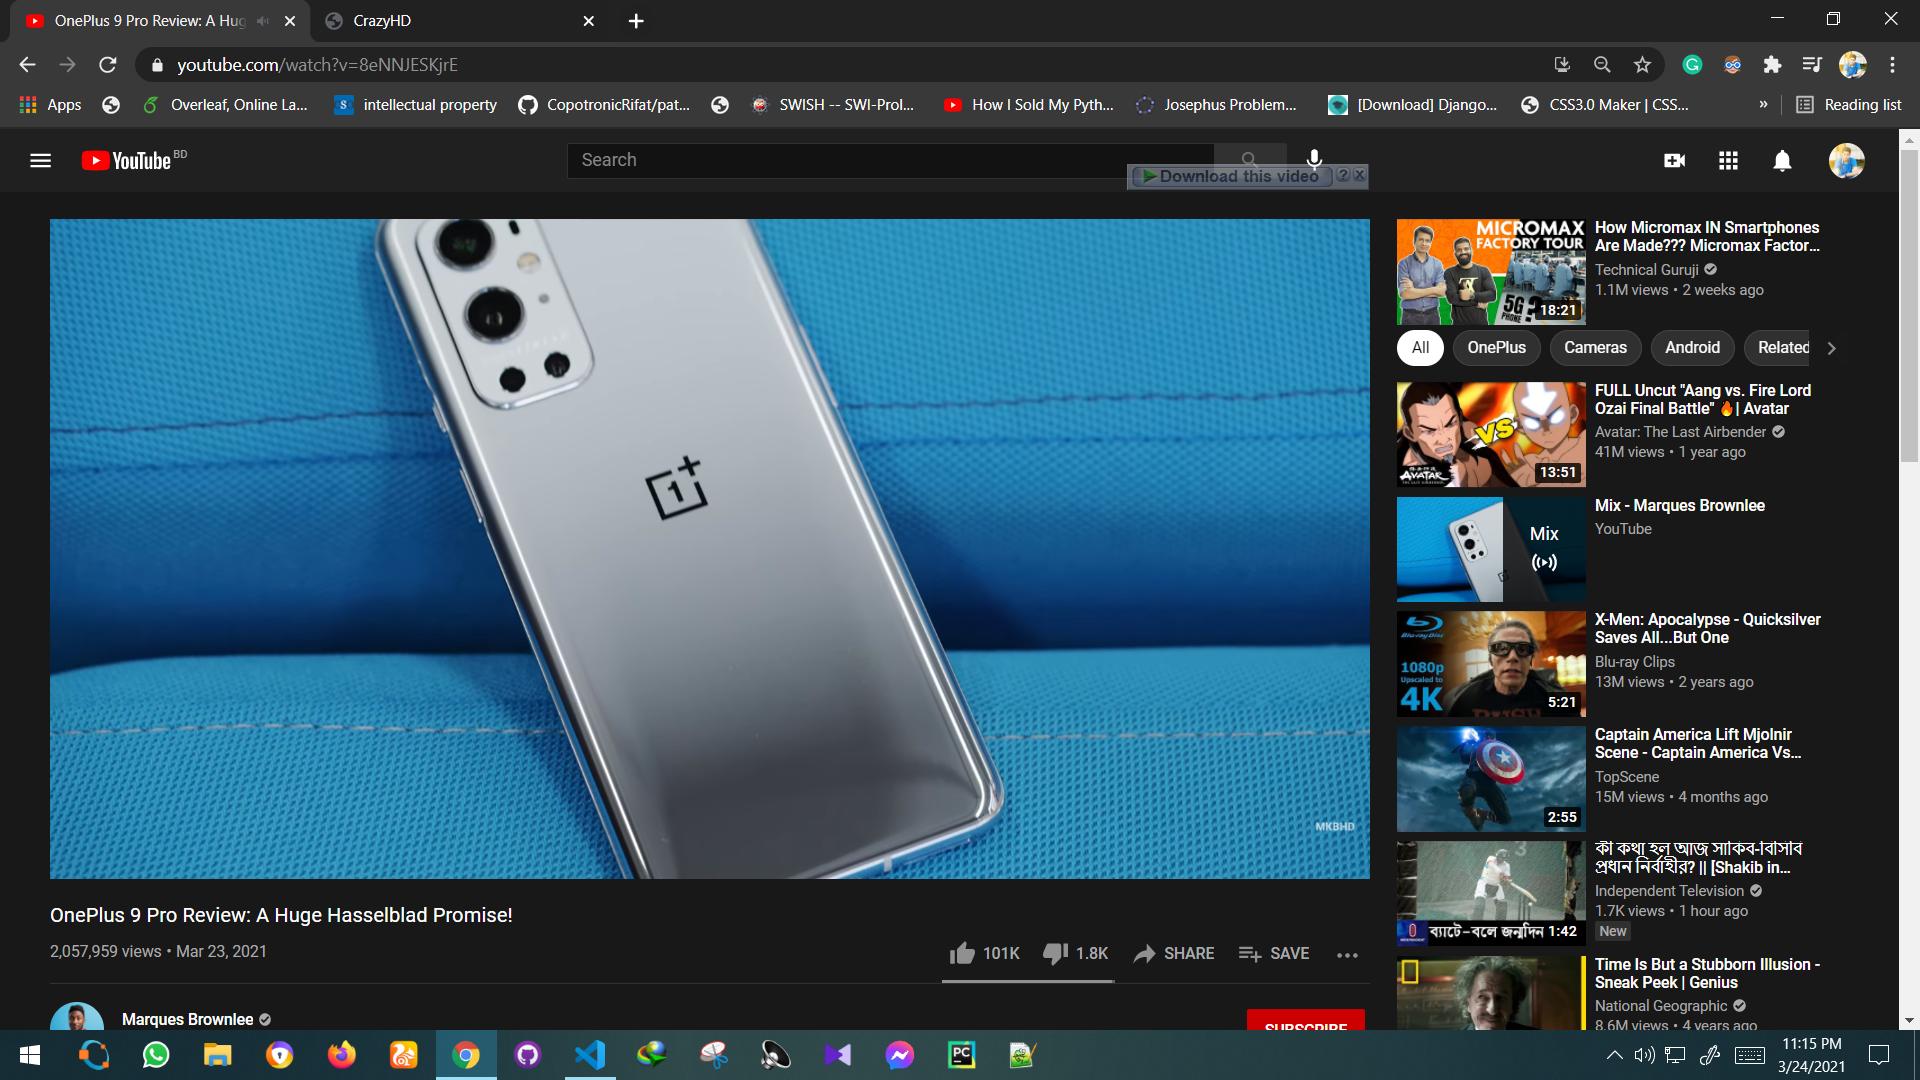 OnePlus 9 Pro Review: A Hug
CrazyHD
youtube.com/watch?v=8eNNJESKjrE
Apps
Overleaf, Online La...
intellectual property
CopotronicRifat/pat...
SWISH -- SWI-Prol...
How I Sold My Pyth...
Josephus Problem...
[Download] Django...
CSS3.0 Maker | CSS...
»
Reading list
YouTube BD
Search
Download this video ? X
MICROMAX
FACTORY TOUR
5G
PHONE ?
18:21
How Micromax IN Smartphones
Are Made??? Micromax Factor...
Technical Guruji
1.1M views • 2 weeks ago
All
OnePlus
Cameras
Android
Related
VS
AVATAR
13:51
FULL Uncut "Aang vs. Fire Lord
Ozai Final Battle" 🔥| Avatar
Avatar: The Last Airbender
41M views • 1 year ago
Mix
Mix - Marques Brownlee
YouTube
Blu-ray Disc
1080p
Upscaled to
4K
RUSH
5:21
X-Men: Apocalypse - Quicksilver
Saves All...But One
Blu-ray Clips
13M views • 2 years ago
2:55
Captain America Lift Mjolnir
Scene - Captain America Vs...
TopScene
15M views • 4 months ago
ব্যাটে-বলে জন্মদিন 1:42
কী কথা হল আজ সাকিব-বিসিবি
প্রধান নির্বাহীর? || [Shakib in...
Independent Television
1.7K views • 1 hour ago
New
Time Is But a Stubborn Illusion -
Sneak Peek | Genius
National Geographic
8.6M views • 4 years ago
1
MKBHD
OnePlus 9 Pro Review: A Huge Hasselblad Promise!
2,057,959 views • Mar 23, 2021
101K
1.8K
SHARE
SAVE
Marques Brownlee
SUBSCRIBE
PC
11:15 PM
3/24/2021